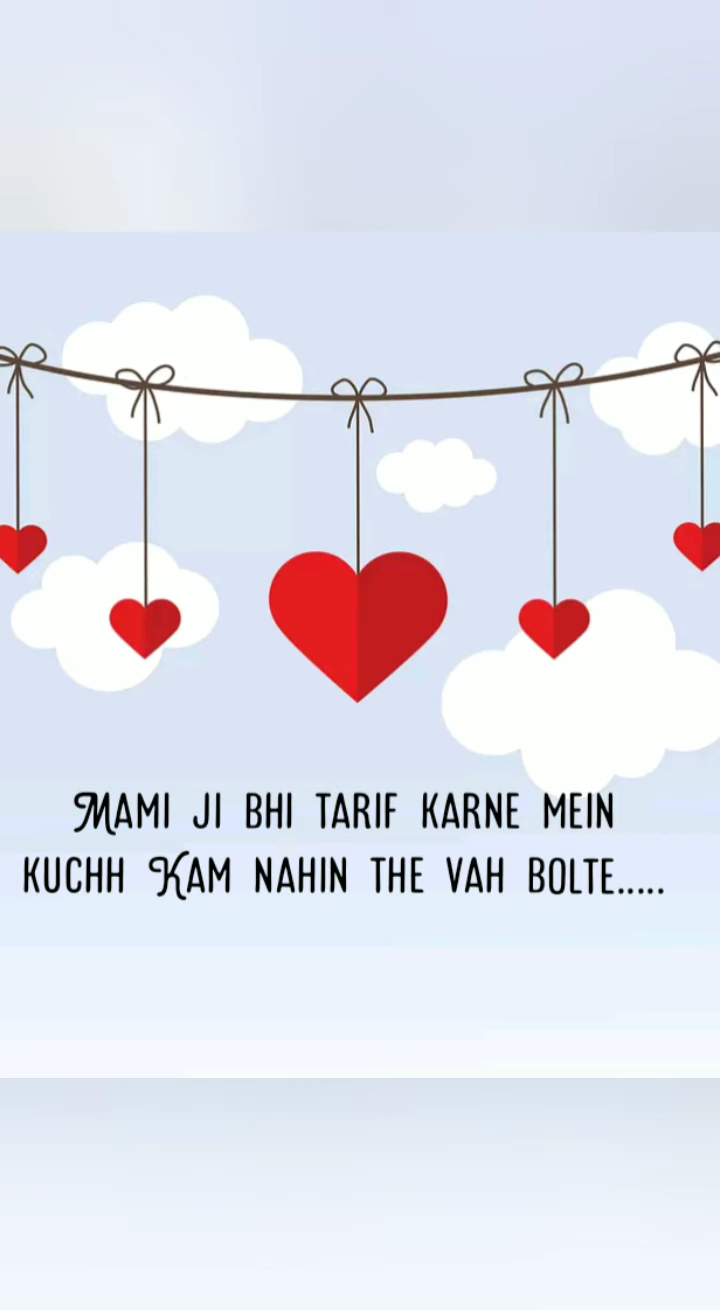 Mami ji bhi tarif karne mein
kuchh Kam nahin the vah bolte.....